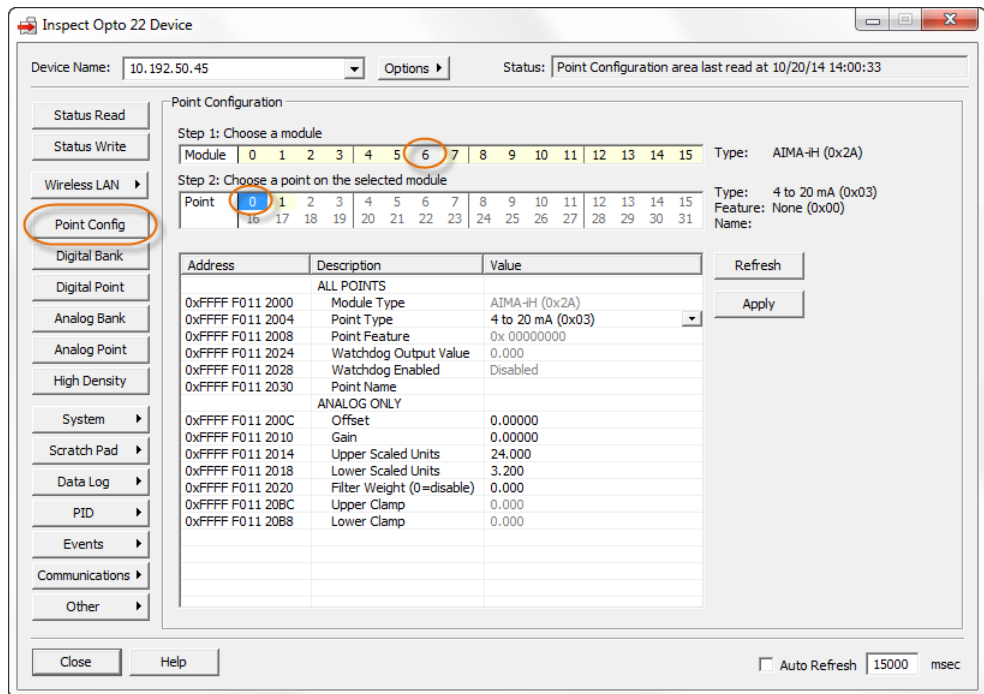 Inspect Opto 22 Device
Device Name: 10.192.50.45 Options Status: Point Configuration area last read at 10/20/14 14:00:33
Status Read
Status Write
Wireless LAN
Point Config
Digital Bank
Digital Point
Analog Bank
Analog Point
High Density
System
Scratch Pad
Data Log
PID
Events
Communications
Other
Point Configuration
Step 1: Choose a module
Module 0 1 2 3 4 5 6 7 8 9 10 11 12 13 14 15
Type: AIMA-iH (0x2A)
Step 2: Choose a point on the selected module
Point 0 1 2 3 4 5 6 7 8 9 10 11 12 13 14 15
16 17 18 19 20 21 22 23 24 25 26 27 28 29 30 31
Type: 4 to 20 mA (0x03)
Feature: None (0x00)
Name:
Address Description Value
ALL POINTS
0xFFFF F011 2000 Module Type AIMA-iH (0x2A)
0xFFFF F011 2004 Point Type 4 to 20 mA (0x03)
0xFFFF F011 2008 Point Feature 0x 00000000
0xFFFF F011 2024 Watchdog Output Value 0.000
0xFFFF F011 2028 Watchdog Enabled Disabled
0xFFFF F011 2030 Point Name
ANALOG ONLY
0xFFFF F011 200C Offset 0.00000
0xFFFF F011 2010 Gain 0.00000
0xFFFF F011 2014 Upper Scaled Units 24.000
0xFFFF F011 2018 Lower Scaled Units 3.200
0xFFFF F011 2020 Filter Weight (0=disable) 0.000
0xFFFF F011 20BC Upper Clamp 0.000
0xFFFF F011 20B8 Lower Clamp 0.000
Refresh
Apply
Close Help Auto Refresh 15000 msec